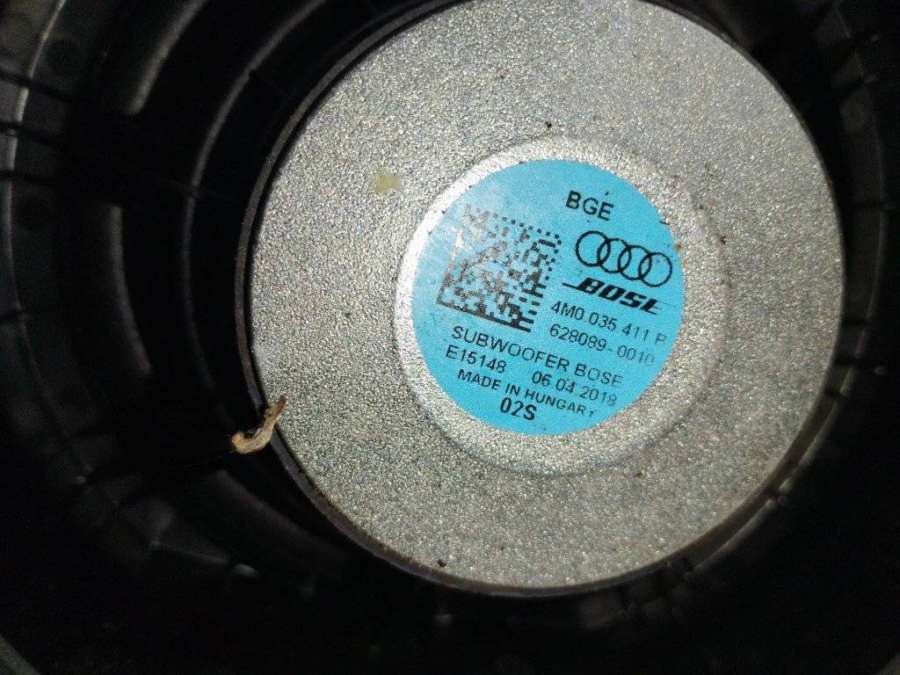 BGE
BOSE
4M0 035 411
628089-0010
SUBWOOFER BOSE
E15148 06.04.2018
MADE IN HUNGARY
02S